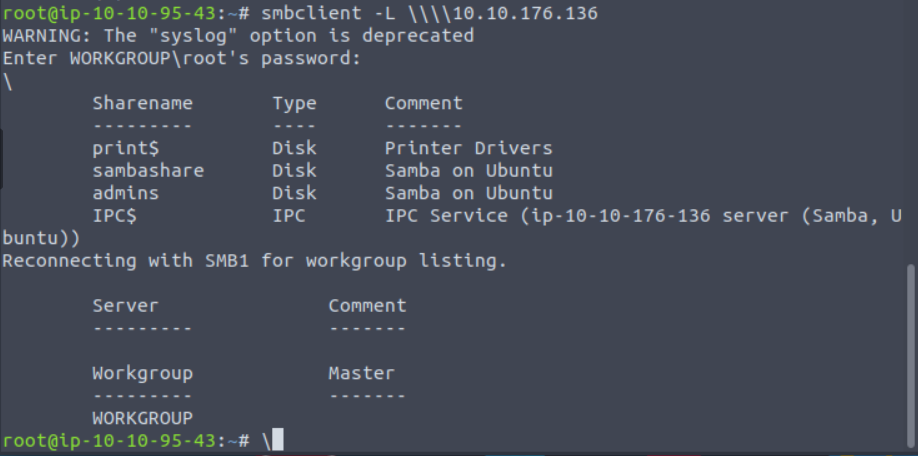 root@ip-10-10-95-43:~# smbclient -L \\\\10.10.176.136
WARNING: The "syslog" option is deprecated
Enter WORKGROUP\root's password:
\
Sharename Type Comment
--------- ---- -------
print$ Disk Printer Drivers
sambashare Disk Samba on Ubuntu
admins Disk Samba on Ubuntu
IPC$ IPC IPC Service (ip-10-10-176-136 server (Samba, U
buntu))
Reconnecting with SMB1 for workgroup listing.
Server Comment
--------- -------
Workgroup Master
--------- -------
WORKGROUP
root@ip-10-10-95-43:~# \